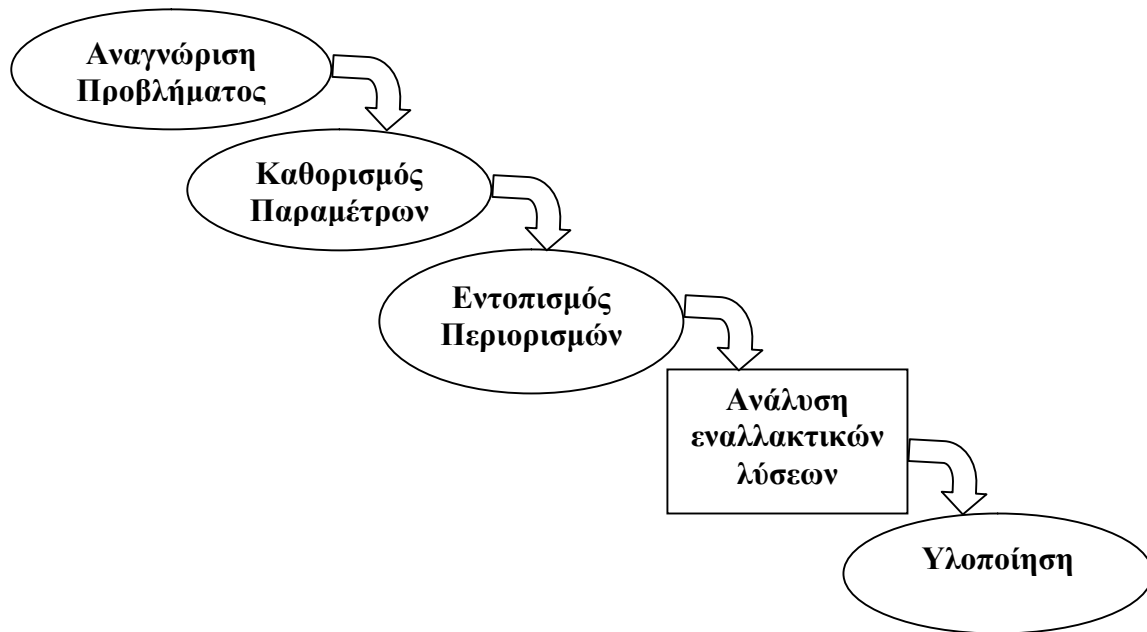 Αναγνώριση
Προβλήματος
Καθορισμός
Παραμέτρων
Εντοπισμός
Περιορισμών
Ανάλυση
εναλλακτικών
λύσεων
Υλοποίηση